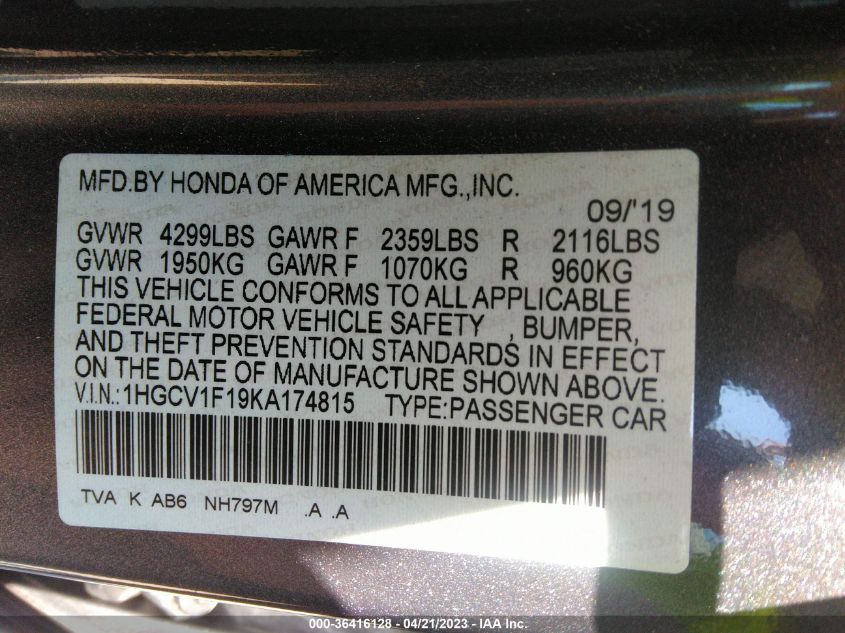 MFD.BY HONDA OF AMERICA MFG.,INC.
09/'19
GVWR 4299LBS GAWR F 2359LBS R 2116LBS
GVWR 1950KG GAWR F 1070KG R 960KG
THIS VEHICLE CONFORMS TO ALL APPLICABLE
FEDERAL MOTOR VEHICLE SAFETY , BUMPER,
AND THEFT PREVENTION STANDARDS IN EFFECT
ON THE DATE OF MANUFACTURE SHOWN ABOVE.
V.I.N.:1HGCV1F19KA174815 TYPE:PASSENGER CAR
TVA K AB6 NH797M .A .A
000-36416128 - 04/21/2023 - IAA Inc.